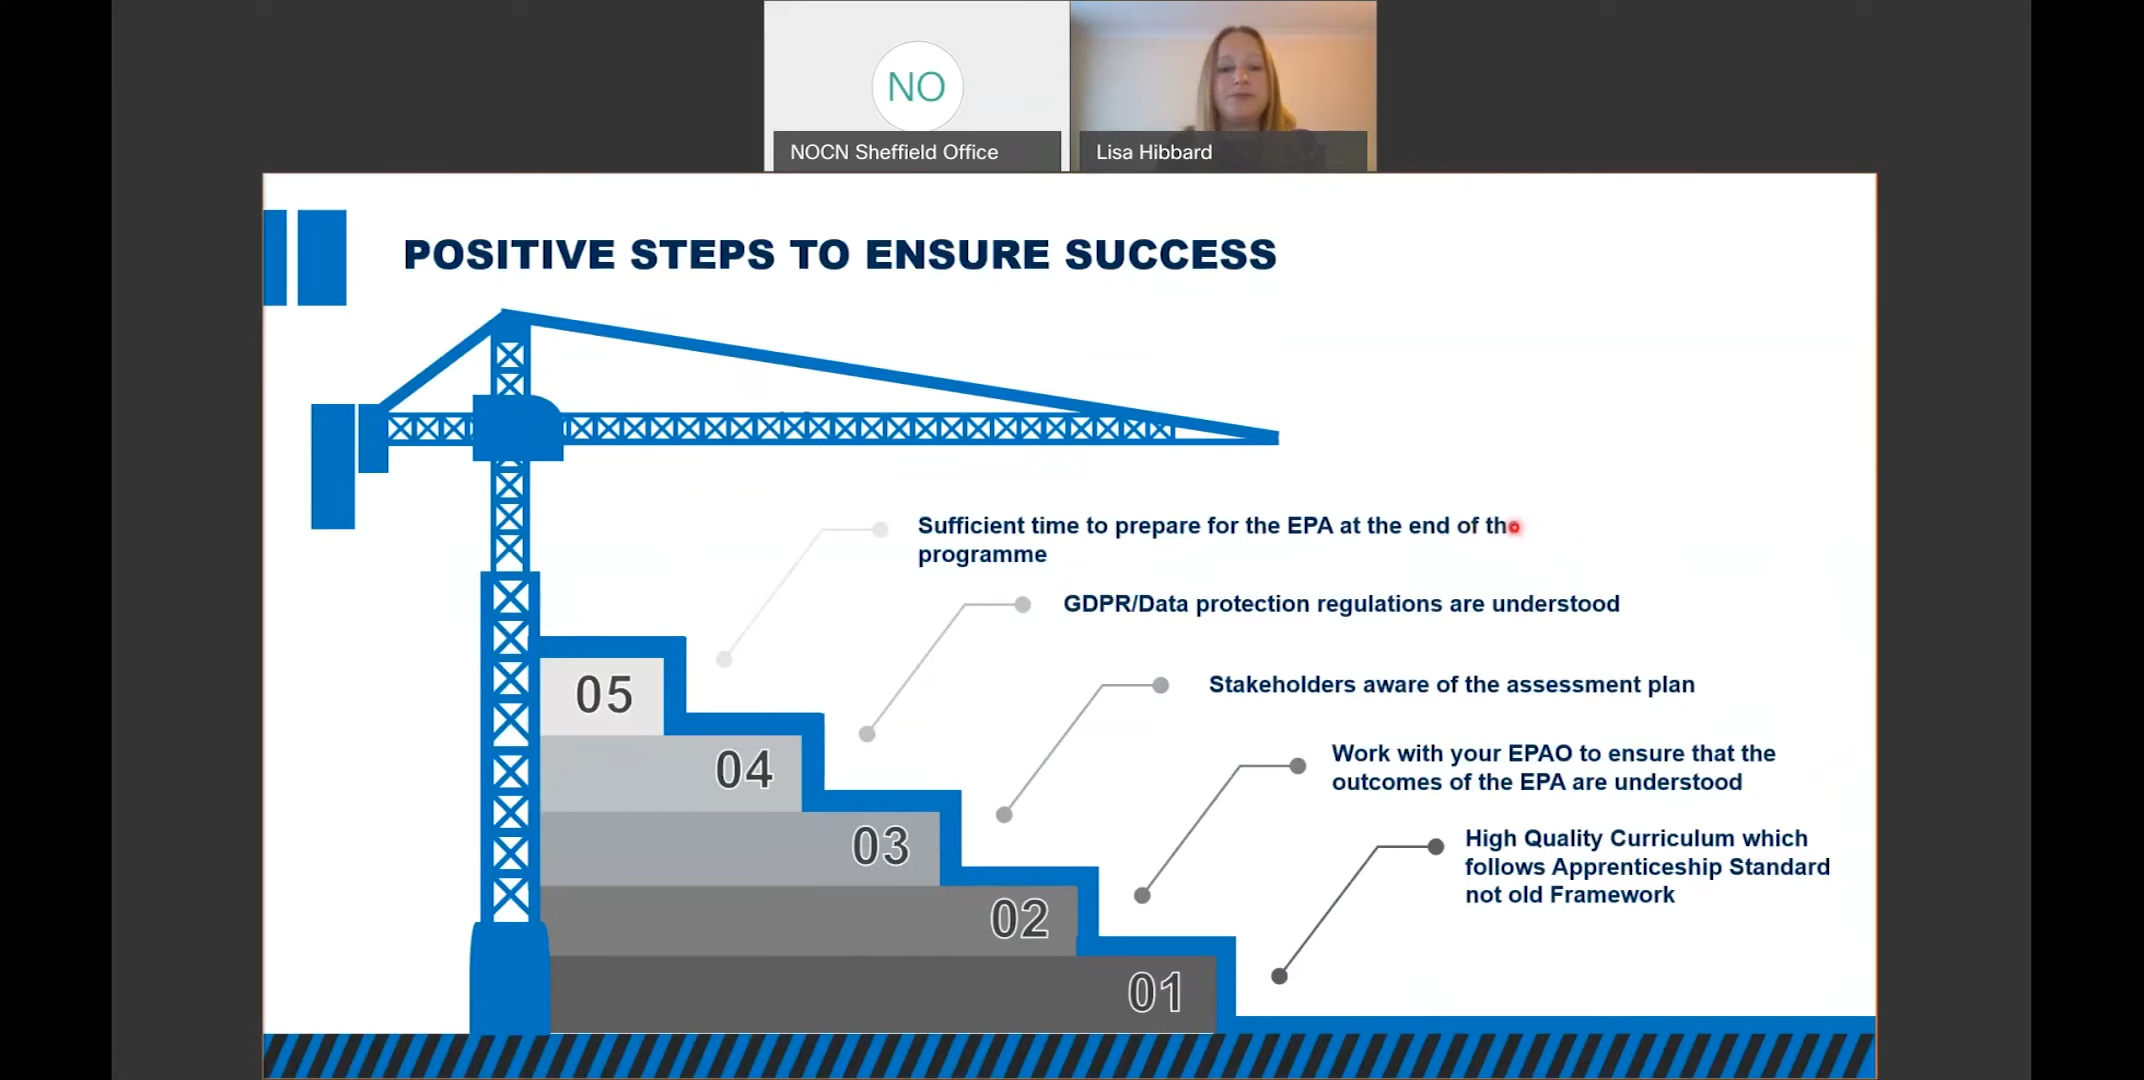 NO
NOCN Sheffield Office
Lisa Hibbard
POSITIVE STEPS TO ENSURE SUCCESS
Sufficient time to prepare for the EPA at the end of the
programme
GDPR/Data protection regulations are understood
Stakeholders aware of the assessment plan
Work with your EPAO to ensure that the
outcomes of the EPA are understood
High Quality Curriculum which
follows Apprenticeship Standard
not old Framework
05
04
03
02
01